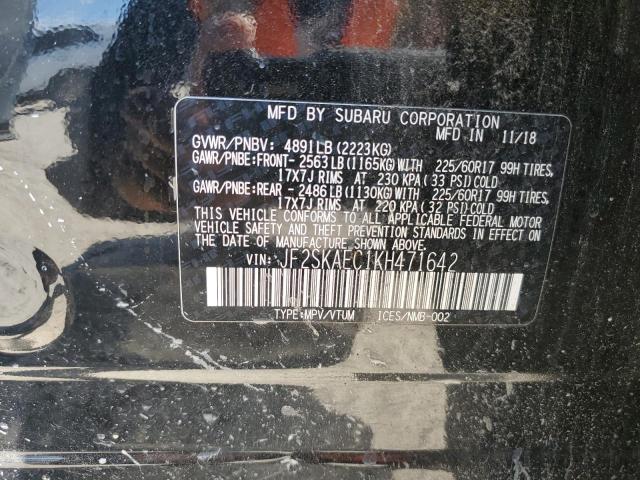 MFD BY SUBARU CORPORATION
MFD IN 11/18
GVWR/PNBV: 4891LB(2223KG)
GAWR/PNBE:FRONT- 2563LB(1165KG)WITH 225/60R17 99H TIRES,
17X7J RIMS AT 230 KPA(33 PSI)COLD
GAWR/PNBE:REAR - 2486LB(1130KG)WITH 225/60R17 99H TIRES,
17X7J RIMS AT 220 KPA(32 PSI)COLD
THIS VEHICLE CONFORMS TO ALL APPLICABLE FEDERAL MOTOR
VEHICLE SAFETY AND THEFT PREVENTION STANDARDS IN EFFECT
ON THE DATE OF MANUFACTURE SHOWN ABOVE.
VIN: JF2SKAEC1KH471642
TYPE:MPV/VTUM ICES/NMB-002